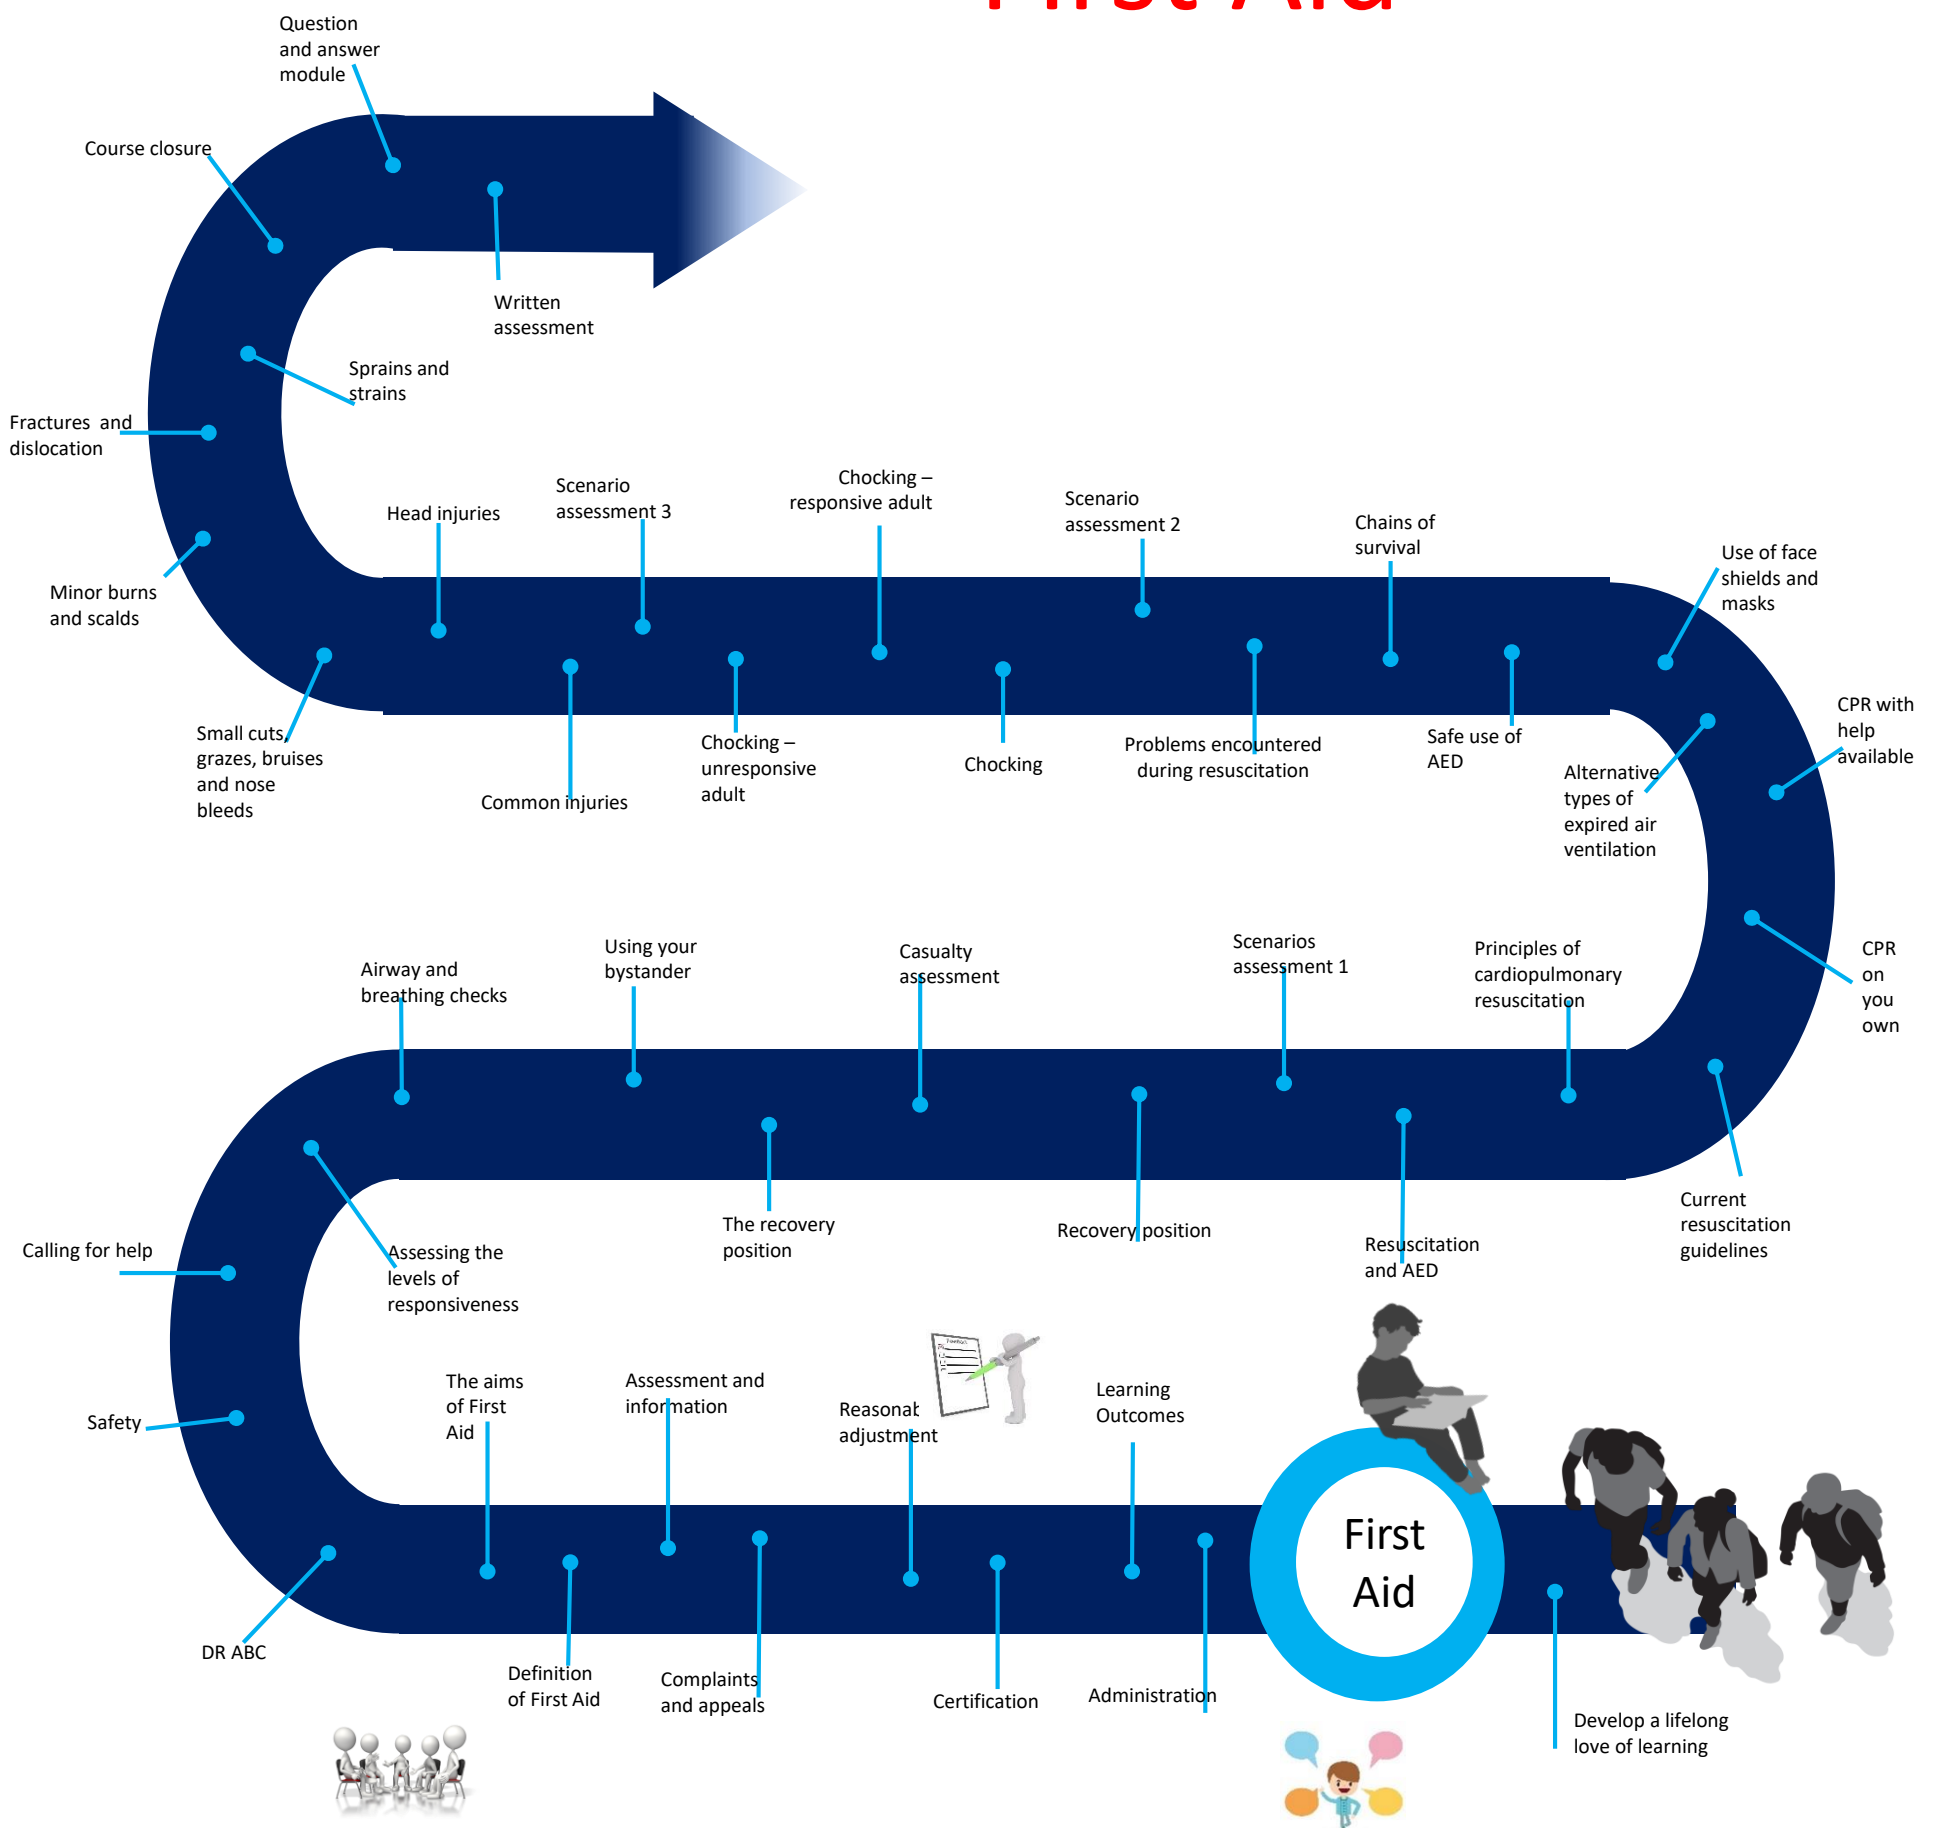 First Aid
Question
and answer
module
Course closure
Written
assessment
Sprains and
strains
Fractures  and
dislocation
Minor burns
and scalds
Head injuries
Scenario
assessment 3
Chocking –
responsive adult
Scenario
assessment 2
Chains of
survival
Use of face
shields and
masks
Small cuts,
grazes, bruises
and nose
bleeds
Common injuries
Chocking –
unresponsive
adult
Chocking
Problems encountered
during resuscitation
Safe use of
AED
Alternative
types of
expired air
ventilation
CPR with
help
available
Airway and
breathing checks
Using your
bystander
Casualty
assessment
Scenarios
assessment 1
Principles of
cardiopulmonary
resuscitation
CPR
on
you
own
Calling for help
Assessing the
levels of
responsiveness
The recovery
position
Recovery position
Resuscitation
and AED
Current
resuscitation
guidelines
Safety
The aims
of First
Aid
Assessment and
information
Reasonab
adjustment
Learning
Outcomes
First
Aid
DR ABC
Definition
of First Aid
Complaints
and appeals
Certification
Administration
Develop a lifelong
love of learning